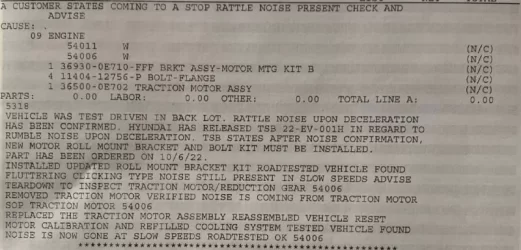 A CUSTOMER STATES COMING TO A STOP RATTLE NOISE PRESENT CHECK AND
ADVISE
CAUSE: .
09 ENGINE
54011 W (N/C)
54006 W (N/C)
1 36930-0E710-FFF BRKT ASSY-MOTOR MTG KIT B (N/C)
4 11404-12756-P BOLT-FLANGE (N/C)
1 36500-0E702 TRACTION MOTOR ASSY (N/C)
PARTS: 0.00 LABOR: 0.00 OTHER: 0.00 TOTAL LINE A: 0.00
5318
VEHICLE WAS TEST DRIVEN IN BACK LOT. RATTLE NOISE UPON DECELERATION
HAS BEEN CONFIRMED. HYUNDAI HAS RELEASED TSB 22-EV-001H IN REGARD TO
RUMBLE NOISE UPON DECELERATION. TSB STATES AFTER NOISE CONFIRMATION,
NEW MOTOR ROLL MOUNT BRACKET AND BOLT KIT MUST BE INSTALLED.
PART HAS BEEN ORDERED ON 10/6/22.
INSTALLED UPDATED ROLL MOUNT BRACKET KIT ROADTESTED VEHICLE FOUND
FLUTTERING CLICKING TYPE NOISE STILL PRESENT IN SLOW SPEEDS ADVISE
TEARDOWN TO INSPECT TRACTION MOTOR/REDUCTION GEAR 54006
REMOVED TRACTION MOTOR VERIFIED NOISE IS COMING FROM TRACTION MOTOR
SOP TRACTION MOTOR 54006
REPLACED THE TRACTION MOTOR ASSEMBLY REASSEMBLED VEHICLE RESET
MOTOR CALIBRATION AND REFILLED COOLING SYSTEM TESTED VEHICLE FOUND
NOISE IS NOW GONE AT SLOW SPEEDS ROADTESTED OK 54006
****************************************************